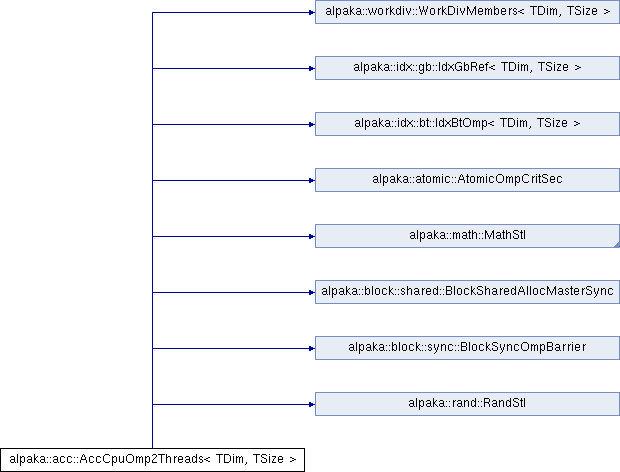 alpaka::workdiv::WorkDivMembers< TDim, TSize >
alpaka::idx::gb::IdxGbRef< TDim, TSize >
alpaka::idx::bt::IdxBtOmp< TDim, TSize >
alpaka::atomic::AtomicOmpCritSec
alpaka::math::MathStl
alpaka::block::shared::BlockSharedAllocMasterSync
alpaka::block::sync::BlockSyncOmpBarrier
alpaka::rand::RandStl
alpaka::acc::AccCpuOmp2Threads< TDim, TSize >